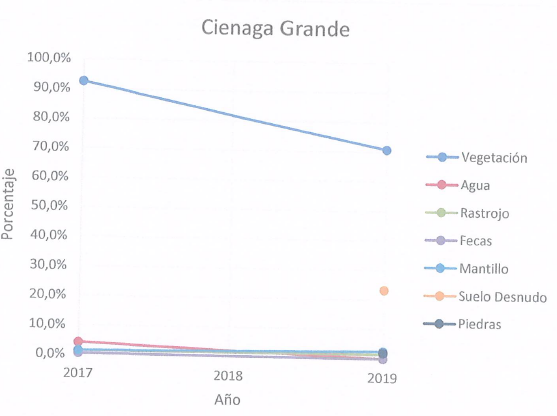 Cienaga Grande
100,0%
90,0%
80,0%
70,0%
60,0%
50,0%
40,0%
30,0%
20,0%
10,0%
0,0%
Porcentaje
2017
2018
2019
Año
Vegetación
Agua
Rastrojo
Fecas
Mantillo
Suelo Desnudo
Piedras